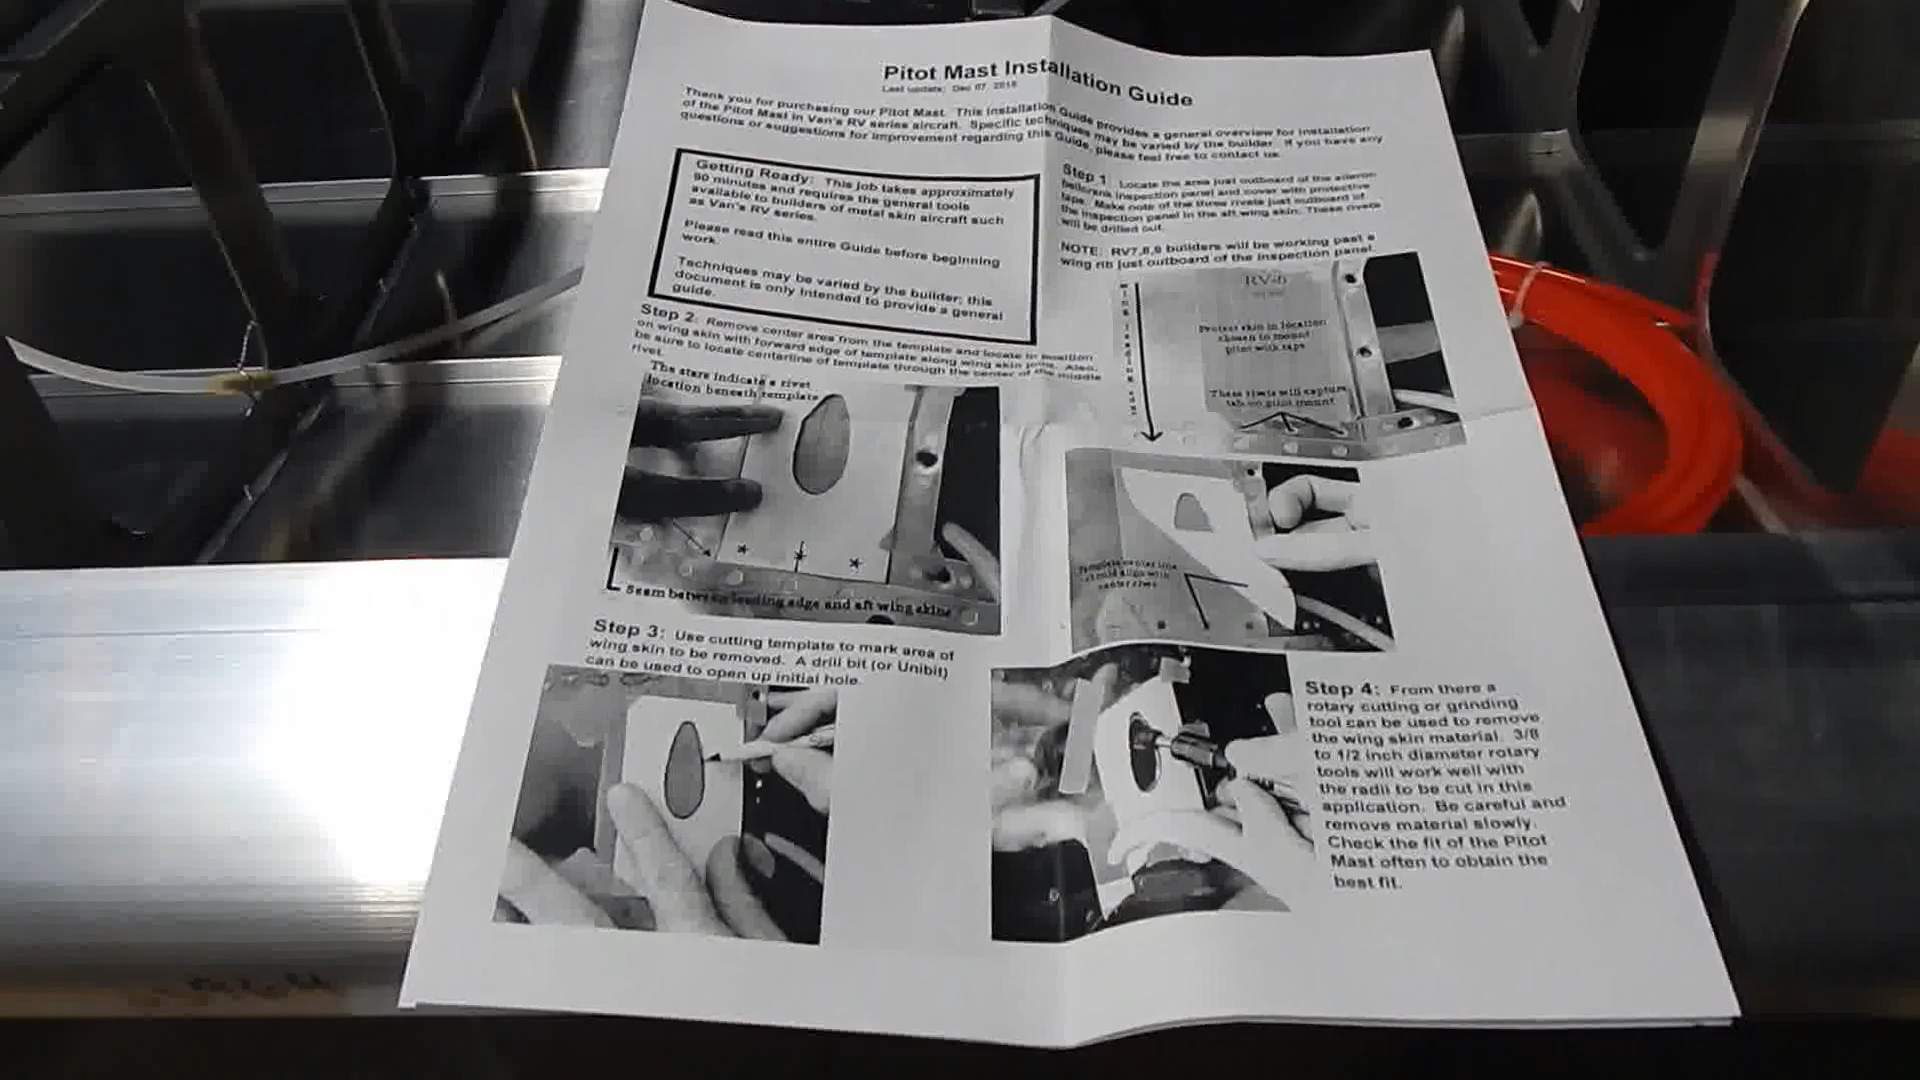 Pitot Mast Installation Guide
Last update: Dec 07, 2016
Thank you for purchasing our Pitot Mast. This Installation Guide provides a general overview for installation
of the Pitot Mast in Van's RV series aircraft. Specific techniques may be varied by the builder. If you have any
questions or suggestions for improvement regarding this Guide, please feel free to contact us.
Getting Ready: This job takes approximately
90 minutes and requires the general tools
available to builders of metal skin aircraft such
as Van's RV series.
Please read this entire Guide before beginning
work.
Techniques may be varied by the builder; this
document is only intended to provide a general
guide.
Step 1 Locate the area just outboard of the aileron
bellcrank inspection panel and cover with protective
tape. Make note of the three rivets just outboard of
the inspection panel in the aft wing skin. These rivets
will be drilled out.
NOTE: RV7,8,9 builders will be working past a
wing rib just outboard of the inspection panel.
RV-6
Protect skin in location
chosen to mount
pitot with tape
These rivets will capture
tab on pitot mount
Step 2: Remove center area from the template and locate in position
on wing skin with forward edge of template along wing skin joint. Also,
be sure to locate centerline of template through the center of the middle
rivet.
The stars indicate a rivet
location beneath template
Seam between leading edge and aft wing skins
Template center line
should align with
center rivet
Step 3: Use cutting template to mark area of
wing skin to be removed. A drill bit (or Unibit)
can be used to open up initial hole.
Step 4: From there a
rotary cutting or grinding
tool can be used to remove
the wing skin material. 3/8
to 1/2 inch diameter rotary
tools will work well with
the radii to be cut in this
application. Be careful and
remove material slowly.
Check the fit of the Pitot
Mast often to obtain the
best fit.